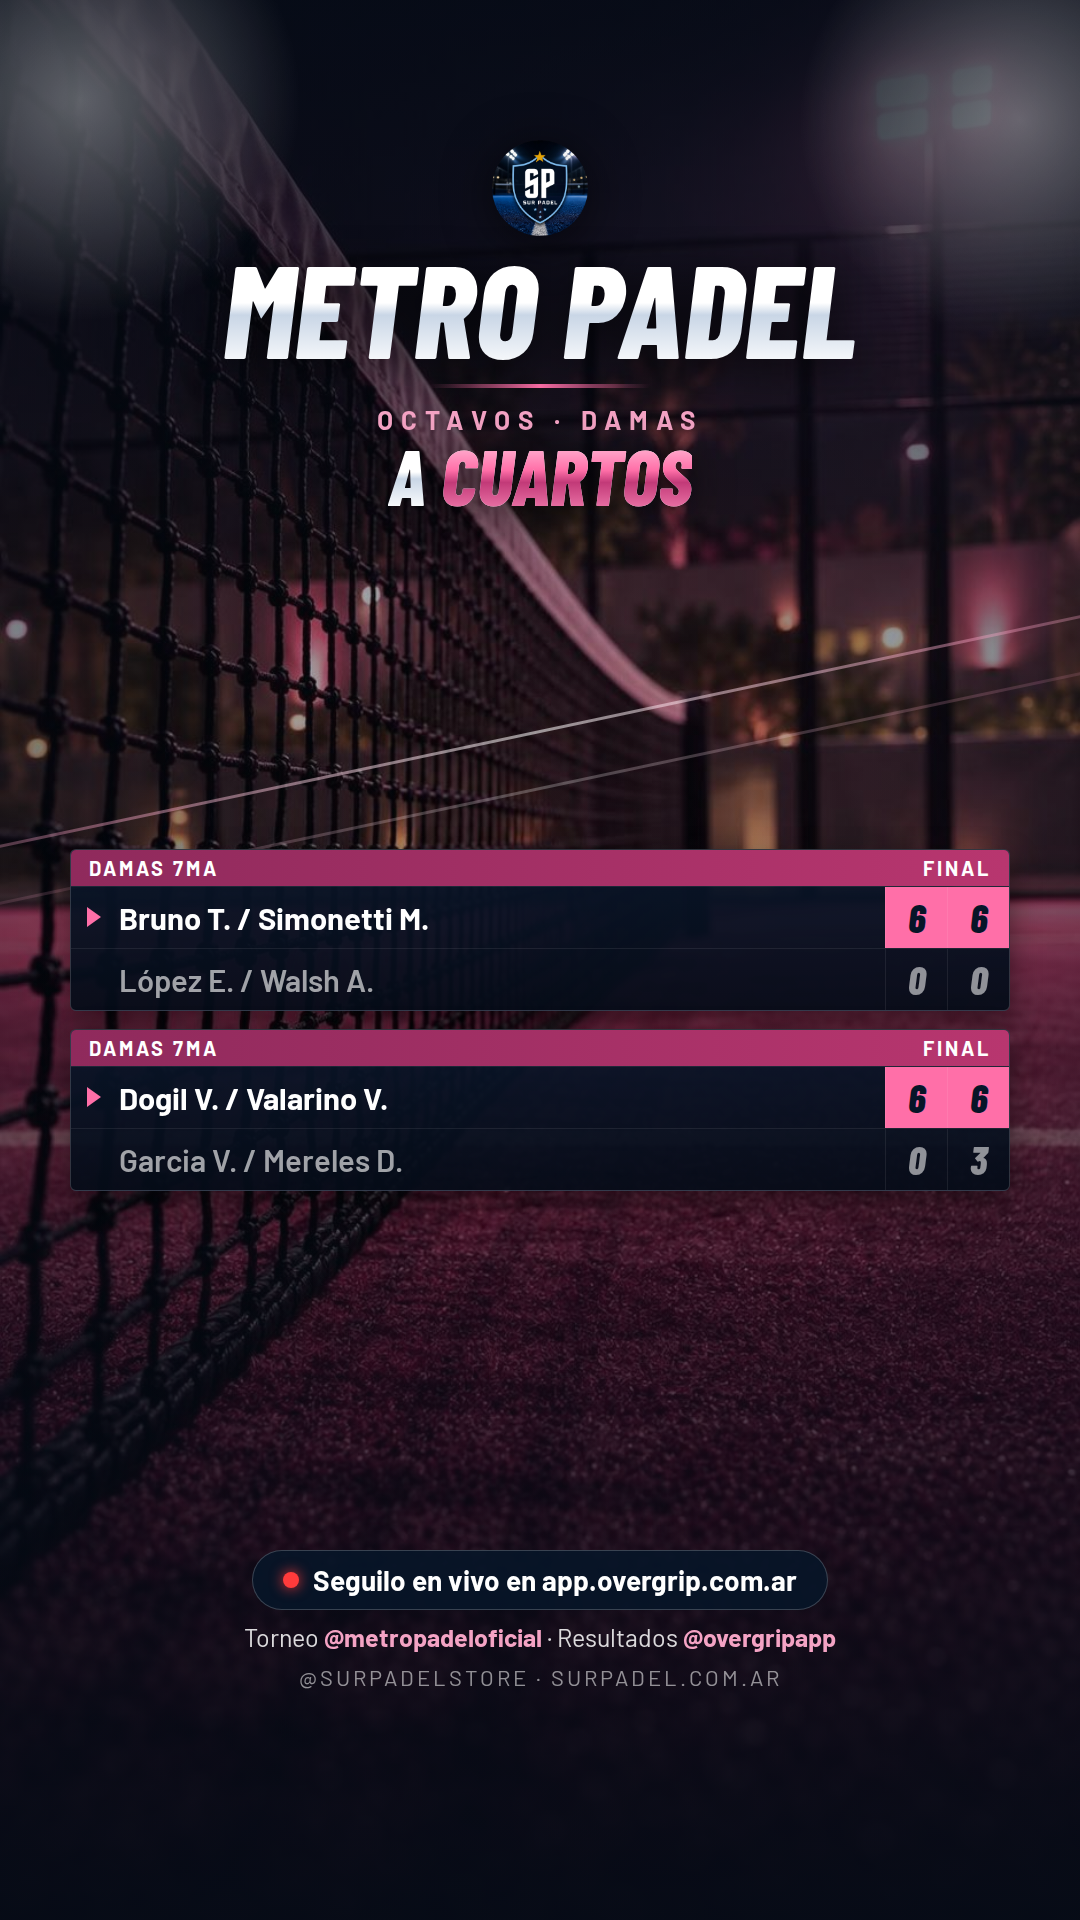 SP
SUR PADEL
METRO PADEL
OCTAVOS · DAMAS
A CUARTOS
DAMAS 7MA FINAL
Bruno T. / Simonetti M. 6 6
López E. / Walsh A. 0 0
DAMAS 7MA FINAL
Dogil V. / Valarino V. 6 6
Garcia V. / Mereles D. 0 3
Seguilo en vivo en app.overgrip.com.ar
Torneo @metropadeloficial · Resultados @overgripapp
@SURPADELSTORE · SURPADEL.COM.AR